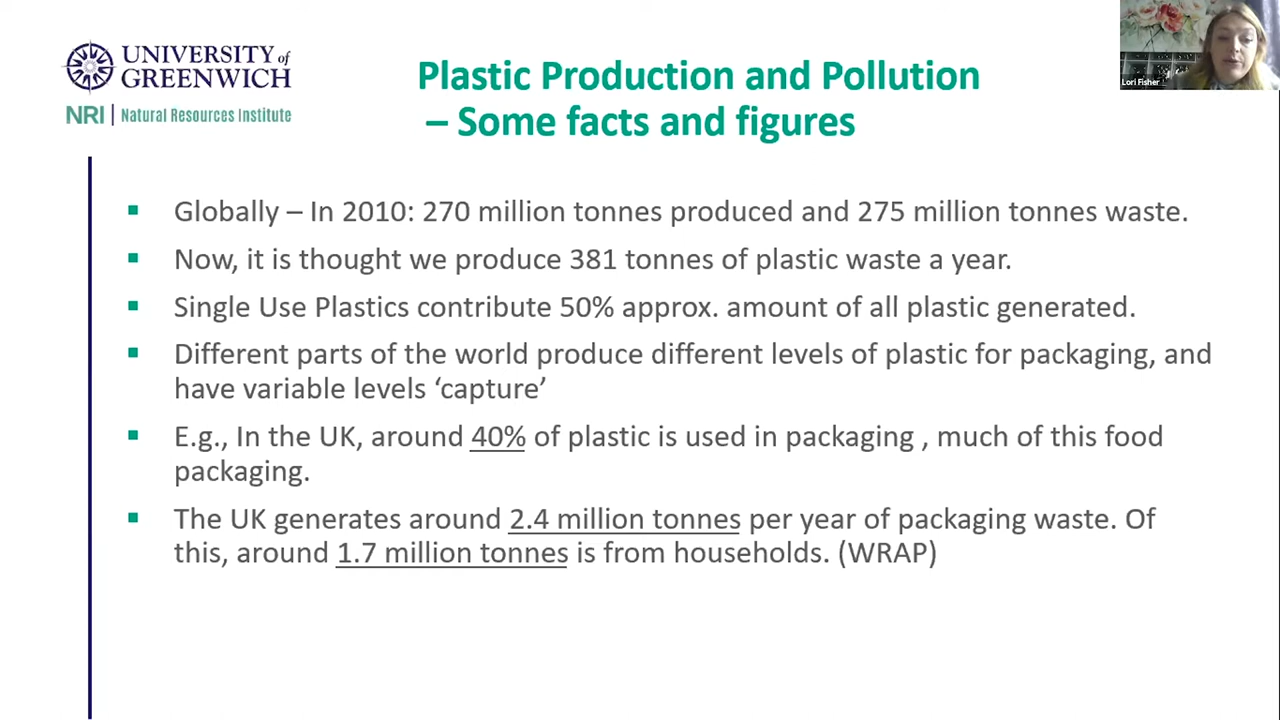 UNIVERSITY of
GREENWICH
NRI | Natural Resources Institute
Plastic Production and Pollution
– Some facts and figures
Lori Fisher
Globally – In 2010: 270 million tonnes produced and 275 million tonnes waste.
Now, it is thought we produce 381 tonnes of plastic waste a year.
Single Use Plastics contribute 50% approx. amount of all plastic generated.
Different parts of the world produce different levels of plastic for packaging, and
have variable levels ‘capture’
E.g., In the UK, around 40% of plastic is used in packaging , much of this food
packaging.
The UK generates around 2.4 million tonnes per year of packaging waste. Of
this, around 1.7 million tonnes is from households. (WRAP)